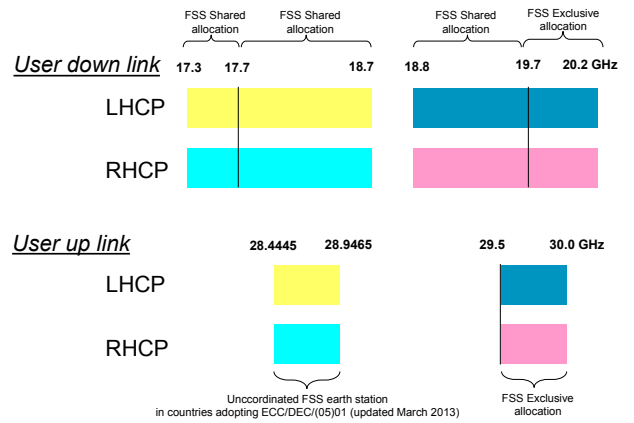 FSS Shared
allocation
FSS Shared
allocation
FSS Shared
allocation
FSS Exclusive
allocation
User down link
17.3
17.7
18.7
18.8
19.7
20.2 GHz
LHCP
RHCP
User up link
28.4445
28.9465
29.5
30.0 GHz
LHCP
RHCP
Unccordinated FSS earth station
in countries adopting ECC/DEC/(05)01 (updated March 2013)
FSS Exclusive
allocation